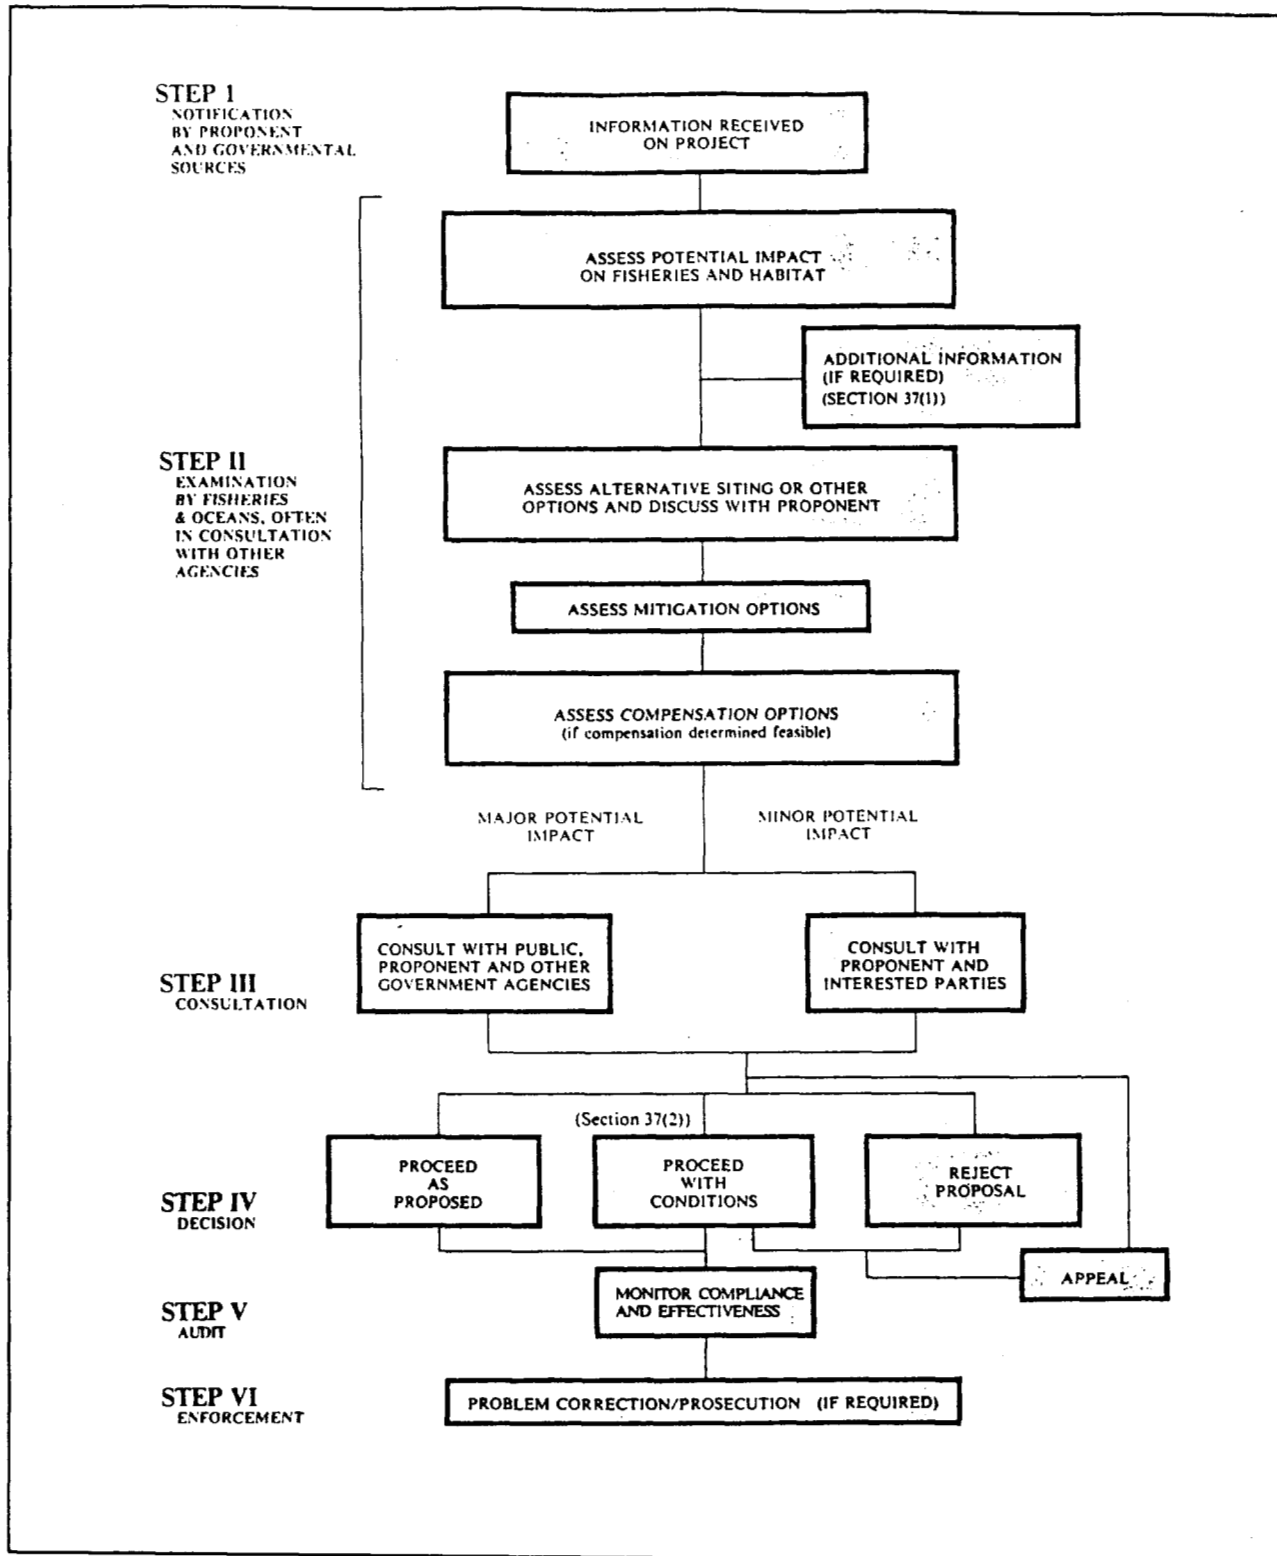 STEP I
NOTIFICATION
BY PROPONENT
AND GOVERNMENTAL
SOURCES
INFORMATION RECEIVED
ON PROJECT
ASSESS POTENTIAL IMPACT
ON FISHERIES AND HABITAT
ADDITIONAL INFORMATION
(IF REQUIRED)
(SECTION 37(1))
STEP II
EXAMINATION
BY FISHERIES
& OCEANS, OFTEN
IN CONSULTATION
WITH OTHER
AGENCIES
ASSESS ALTERNATIVE SITING OR OTHER
OPTIONS AND DISCUSS WITH PROPONENT
ASSESS MITIGATION OPTIONS
ASSESS COMPENSATION OPTIONS
(if compensation determined feasible)
MAJOR POTENTIAL
IMPACT
MINOR POTENTIAL
IMPACT
STEP III
CONSULTATION
CONSULT WITH PUBLIC,
PROPONENT AND OTHER
GOVERNMENT AGENCIES
CONSULT WITH
PROPONENT AND
INTERESTED PARTIES
(Section 37(2))
STEP IV
DECISION
PROCEED
AS
PROPOSED
PROCEED
WITH
CONDITIONS
REJECT
PROPOSAL
APPEAL
STEP V
AUDIT
MONITOR COMPLIANCE
AND EFFECTIVENESS
STEP VI
ENFORCEMENT
PROBLEM CORRECTION/PROSECUTION (IF REQUIRED)